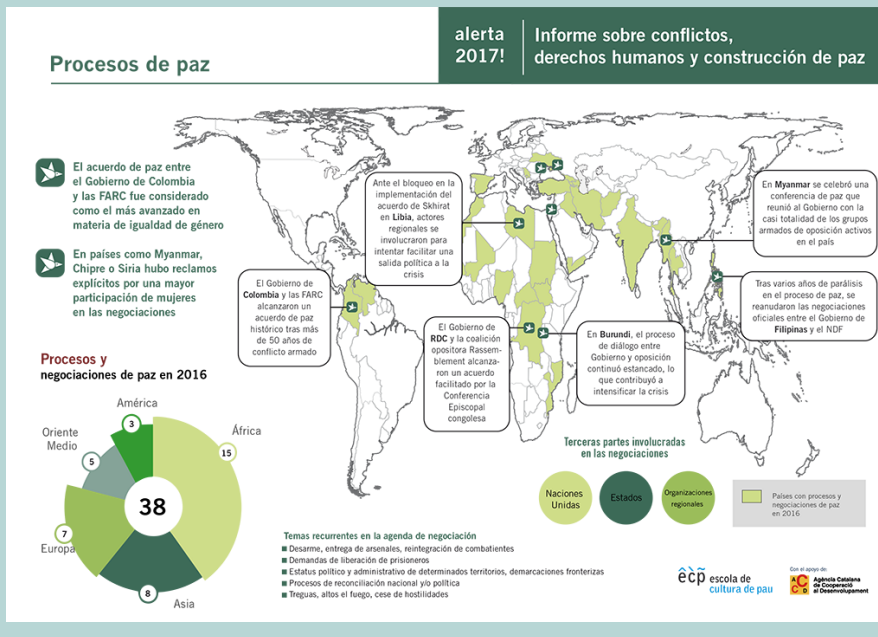 alerta
2017!
Informe sobre conflictos,
derechos humanos y construcción de paz
Procesos de paz
El acuerdo de paz entre
el Gobierno de Colombia
y las FARC fue considerado
como el más avanzado en
materia de igualdad de género
En países como Myanmar,
Chipre o Siria hubo reclamos
explícitos por una mayor
participación de mujeres
en las negociaciones
Ante el bloqueo en la
implementación del
acuerdo de Skhirat
en Libia, actores
regionales se
involucraron para
intentar facilitar una
salida política a la
crisis
En Myanmar se celebró una
conferencia de paz que
reunió al Gobierno con la
casi totalidad de los grupos
armados de oposición activos
en el país
El Gobierno de
Colombia y las FARC
alcanzaron un
acuerdo de paz
histórico tras más
de 50 años de
conflicto armado
El Gobierno de
RDC y la coalición
opositora Rassem-
blement alcanza-
ron un acuerdo
facilitado por la
Conferencia
Episcopal
congolesa
En Burundi, el proceso
de diálogo entre
Gobierno y oposición
continuó estancado, lo
que contribuyó a
intensificar la crisis
Tras varios años de parálisis
en el proceso de paz, se
reanudaron las negociaciones
oficiales entre el Gobierno de
Filipinas y el NDF
Procesos y
negociaciones de paz en 2016
América
3
África
15
Oriente
Medio
5
38
7
Europa
8
Asia
Terceras partes involucradas
en las negociaciones
Naciones
Unidas
Estados
Organizaciones
regionales
Países con procesos y
negociaciones de paz
en 2016
Temas recurrentes en la agenda de negociación
Desarme, entrega de arsenales, reintegración de combatientes
Demandas de liberación de prisioneros
Estatus político y administrativo de determinados territorios, demarcaciones fronterizas
Procesos de reconciliación nacional y/o política
Treguas, altos el fuego, cese de hostilidades
ecp escola de
cultura de pau
Con el apoyo de:
ACCD
Agència Catalana
de Cooperació
al Desenvolupament